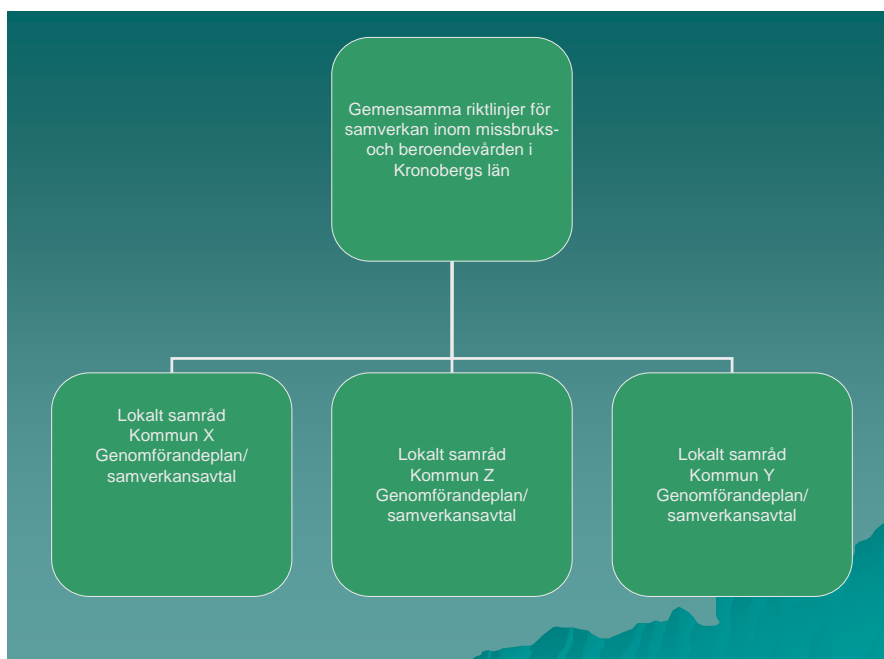 Gemensamma riktlinjer för
samverkan inom missbruks-
och beroendevården i
Kronobergs län
Lokalt samråd
Kommun X
Genomförandeplan/
samverkansavtal
Lokalt samråd
Kommun Z
Genomförandeplan/
samverkansavtal
Lokalt samråd
Kommun Y
Genomförandeplan/
samverkansavtal